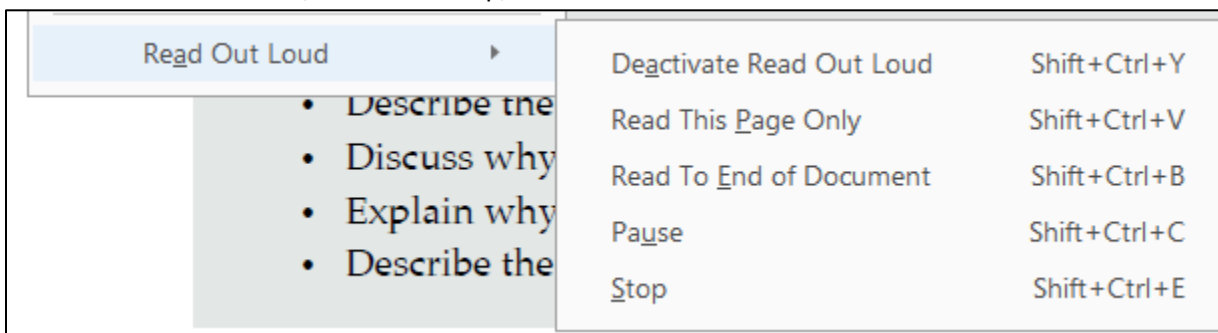 Read Out Loud
Deactivate Read Out Loud Shift+Ctrl+Y
Read This Page Only Shift+Ctrl+V
Read To End of Document Shift+Ctrl+B
Pause Shift+Ctrl+C
Stop Shift+Ctrl+E
• Describe the
• Discuss why
• Explain why
• Describe the